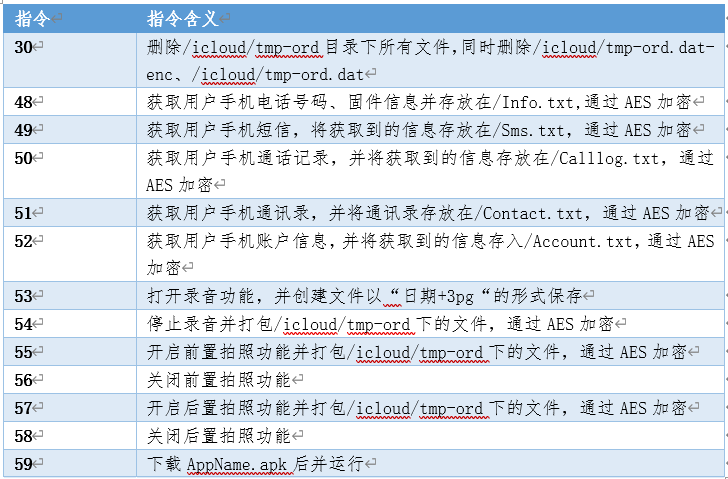 指令 指令含义
30 删除/icloud/tmp-ord 目录下所有文件,同时删除/icloud/tmp-ord.dat-
enc、/icloud/tmp-ord.dat
48 获取用户手机电话号码、固件信息并存放在/Info.txt,通过 AES 加密
49 获取用户手机短信，将获取到的信息存放在/Sms.txt，通过 AES 加密
50 获取用户手机通话记录，并将获取到的信息存放在/Calllog.txt，通过
AES 加密
51 获取用户手机通讯录，并将通讯录存放在/Contact.txt，通过 AES 加密
52 获取用户手机账户信息,并将获取到的信息存入/Account.txt,通过 AES
加密
53 打开录音功能，并创建文件以“日期+3pg“的形式保存
54 停止录音并打包/icloud/tmp-ord 下的文件，通过 AES 加密
55 开启前置拍照功能并打包/icloud/tmp-ord 下的文件，通过 AES 加密
56 关闭前置拍照功能
57 开启后置拍照功能并打包/icloud/tmp-ord 下的文件，通过 AES 加密
58 关闭后置拍照功能
59 下载 AppName.apk 后并运行